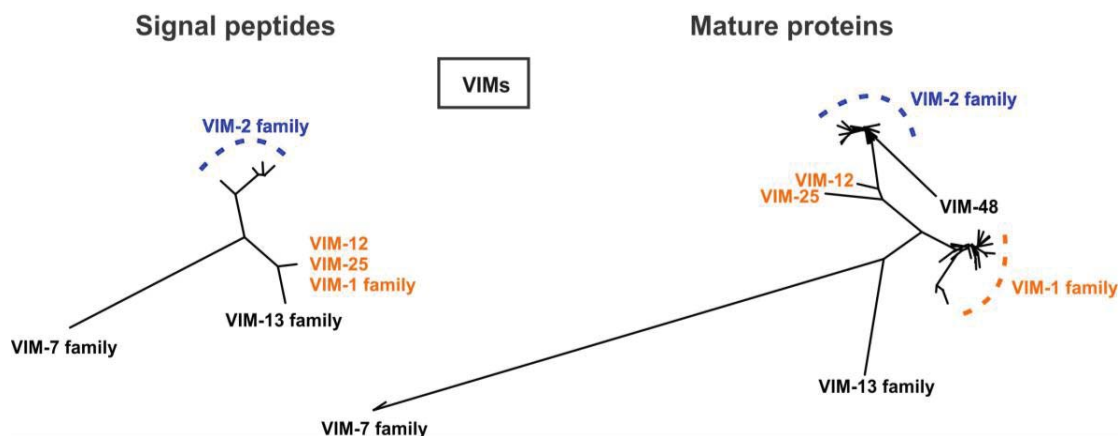 Signal peptides
Mature proteins
VIMs
VIM-2 family
VIM-12
VIM-25
VIM-1 family
VIM-13 family
VIM-7 family
VIM-2 family
VIM-12
VIM-25
VIM-48
VIM-1 family
VIM-13 family
VIM-7 family